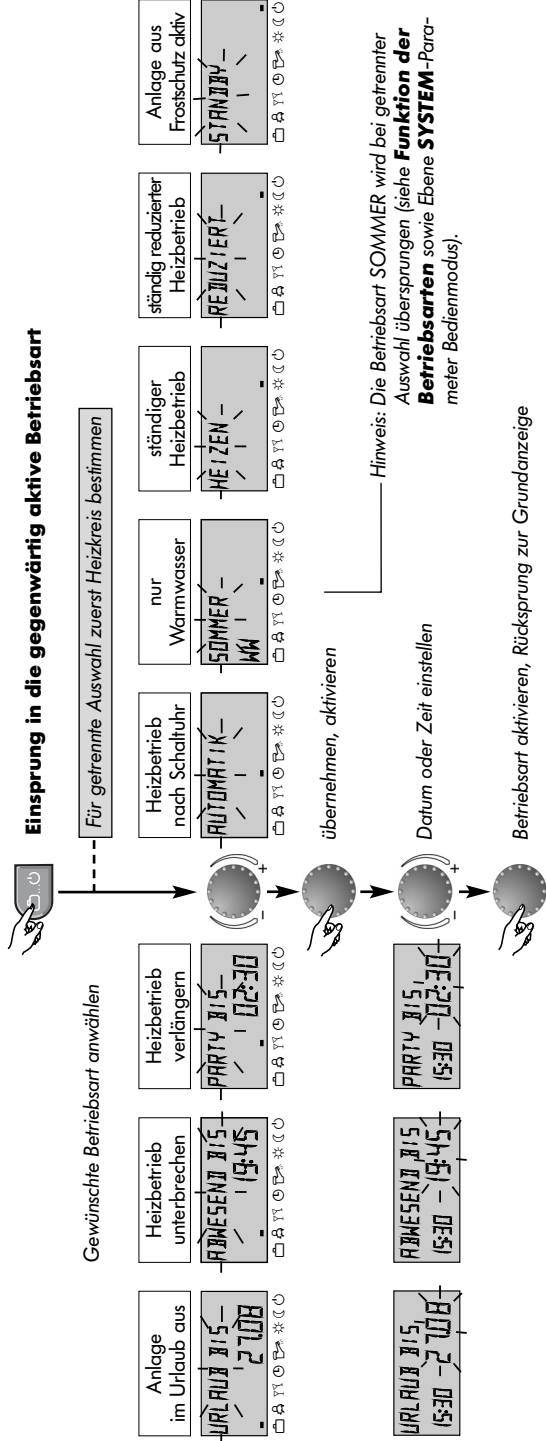 Einsprung in die gegenwärtig aktive Betriebsart
Für getrennte Auswahl zuerst Heizkreis bestimmen
Gewünschte Betriebsart anwählen
Anlage
im Urlaub aus
URLAUB BIS
27.08
Heizbetrieb
unterbrechen
ABWESEND BIS
19:45
Heizbetrieb
verlängern
PARTY BIS
02:30
Heizbetrieb
nach Schaltuhr
AUTOMATIK
nur
Warmwasser
SOMMER
WW
ständiger
Heizbetrieb
HEIZEN
ständig reduzierter
Heizbetrieb
REDUZIERT
Anlage aus
Frostschutz aktiv
STANDBY
– +
übernehmen, aktivieren
Hinweis: Die Betriebsart SOMMER wird bei getrennter
Auswahl übersprungen (siehe Funktion der
Betriebsarten sowie Ebene SYSTEM-Para-
meter Bedienmodus).
URLAUB BIS
15:30 – 27.08
ABWESEND BIS
15:30 – 19:45
PARTY BIS
15:30 – 02:30
– +
Datum oder Zeit einstellen
Betriebsart aktivieren, Rücksprung zur Grundanzeige